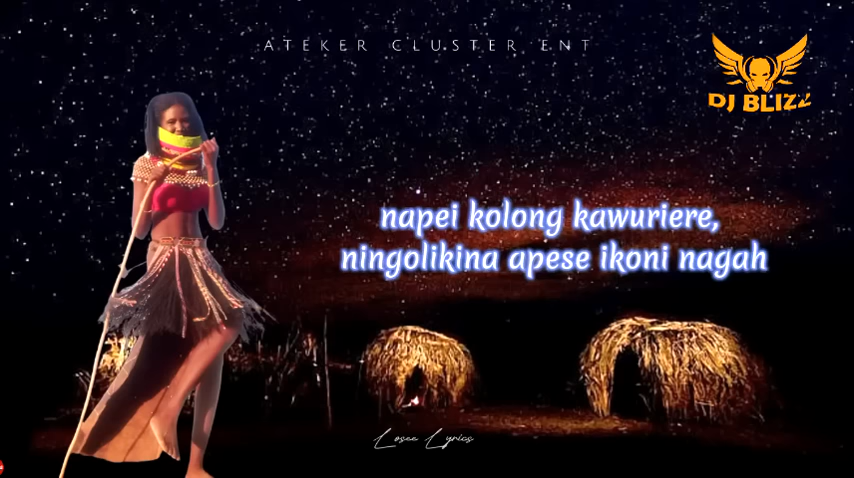 ATEKER CLUSTER ENT
DJ BLIZZ
napei kolong kawuriere,
ningolikina apese ikoni nagah
Losee Lyrics